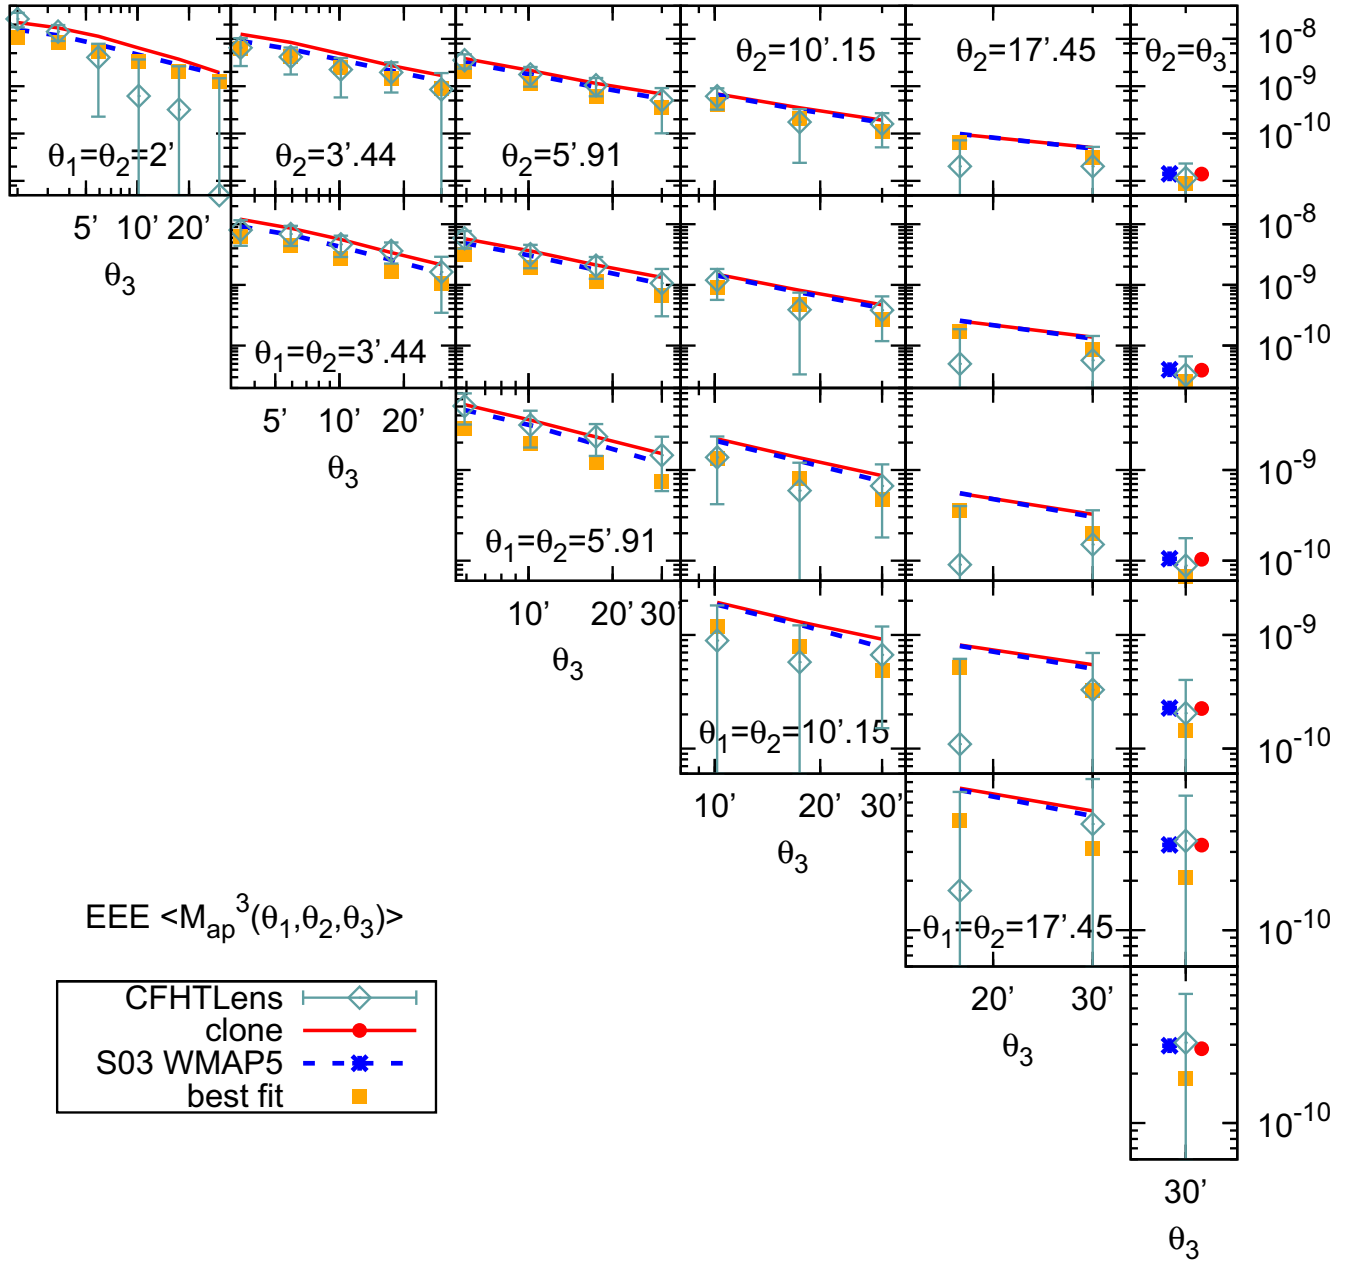 θ₁=θ₂=2'
θ₂=3'.44
θ₂=5'.91
θ₂=10'.15
θ₂=17'.45
θ₂=θ₃
10⁻⁸
10⁻⁹
10⁻¹⁰
5' 10' 20'
θ₃
θ₁=θ₂=3'.44
10⁻⁸
10⁻⁹
10⁻¹⁰
5' 10' 20'
θ₃
θ₁=θ₂=5'.91
10⁻⁹
10⁻¹⁰
10' 20' 30'
θ₃
θ₁=θ₂=10'.15
10⁻⁹
10⁻¹⁰
10' 20' 30'
θ₃
θ₁=θ₂=17'.45
10⁻¹⁰
20' 30'
θ₃
10⁻¹⁰
30'
θ₃
EEE <M_ap³(θ₁,θ₂,θ₃)>
CFHTLens
clone
S03 WMAP5
best fit